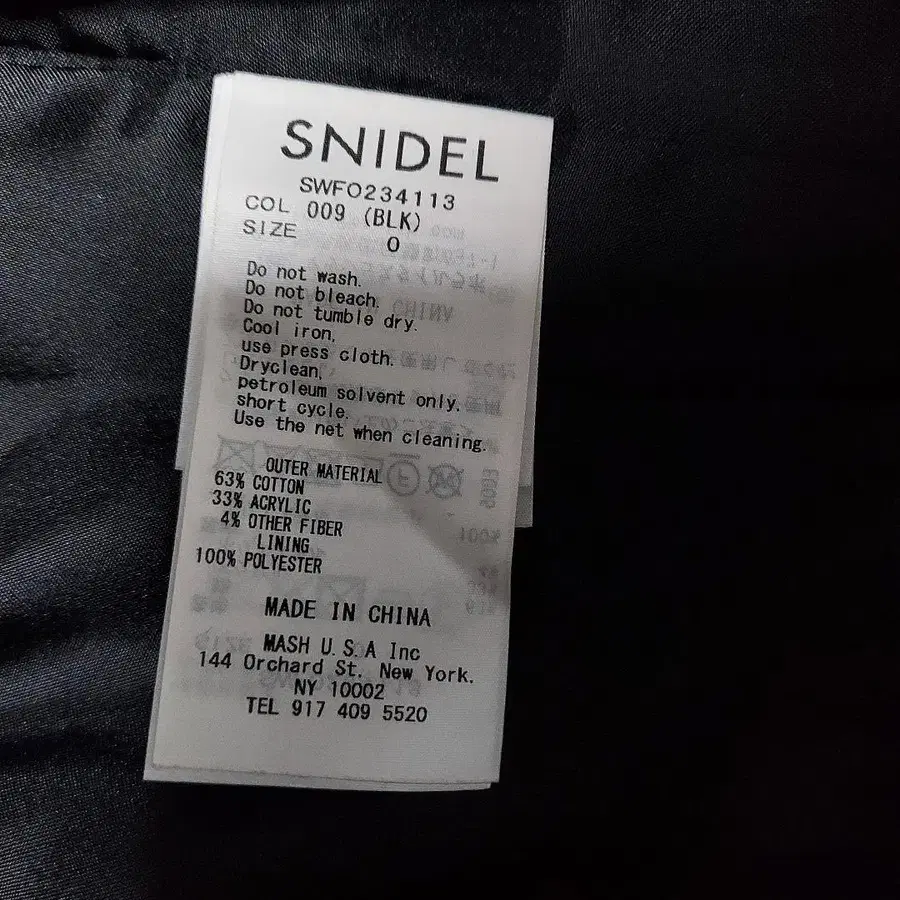 SNIDEL
SWFO234113
COL 009 (BLK)
SIZE 0
Do not wash.
Do not bleach.
Do not tumble dry.
Cool iron,
use press cloth.
Dryclean,
petroleum solvent only.
short cycle.
Use the net when cleaning.
OUTER MATERIAL
63% COTTON
33% ACRYLIC
4% OTHER FIBER
LINING
100% POLYESTER
MADE IN CHINA
MASH U.S.A Inc
144 Orchard St. New York.
NY 10002
TEL 917 409 5520